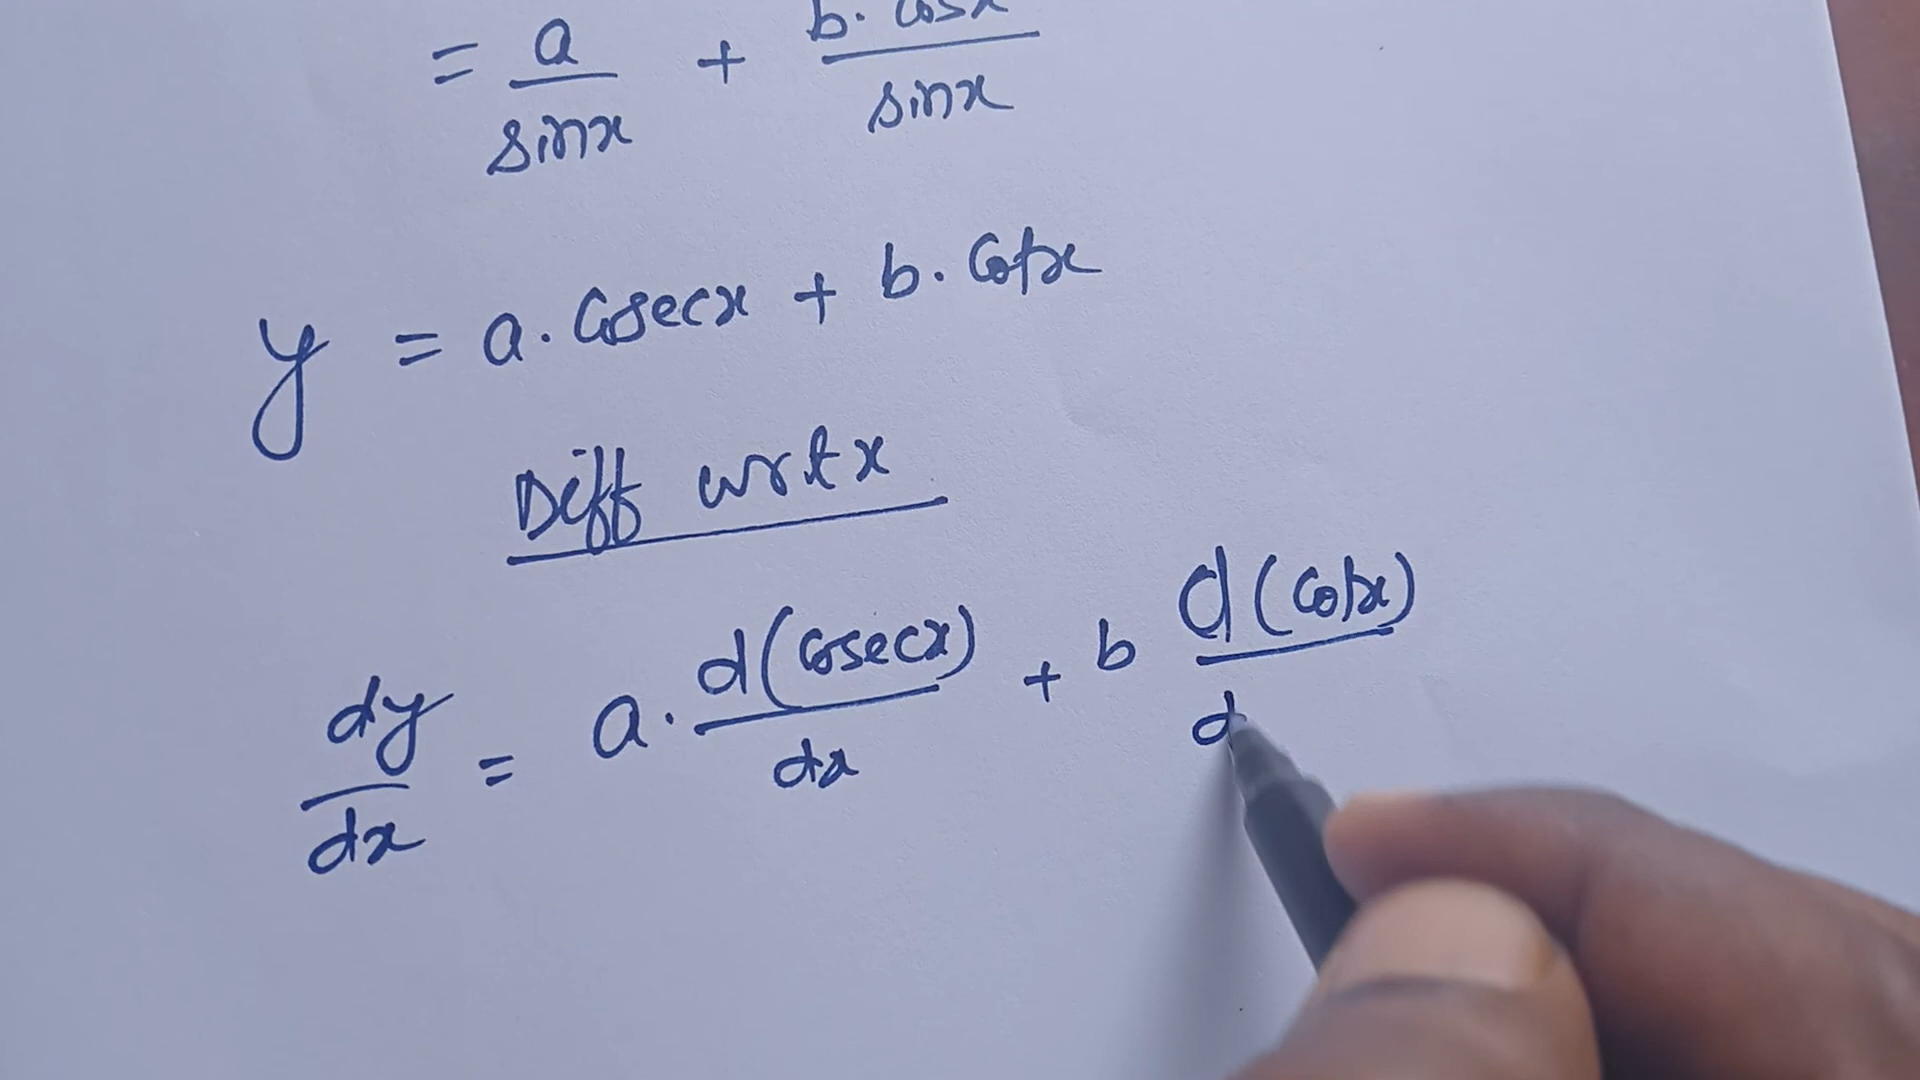 = a/sinx + b. cosx/sinx
y = a. Cosecx + b. Cotx
Diff wrt x
dy/dx = a. d(Cosecx)/dx + b d(Cotx)/d